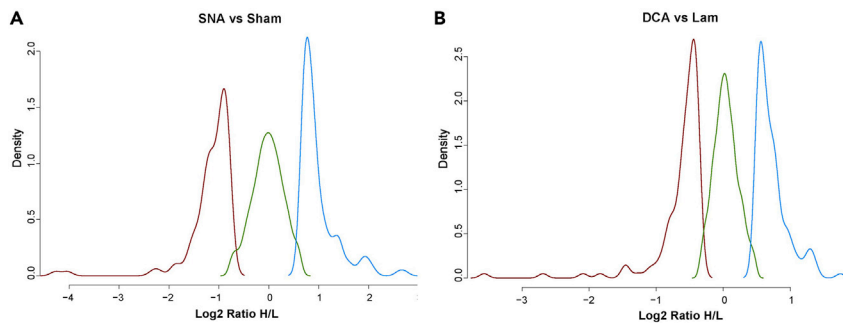 A
SNA vs Sham
Density
0.0 0.5 1.0 1.5 2.0
−4 −3 −2 −1 0 1 2 3
Log2 Ratio H/L
B
DCA vs Lam
Density
0.0 0.5 1.0 1.5 2.0 2.5
−3 −2 −1 0 1
Log2 Ratio H/L